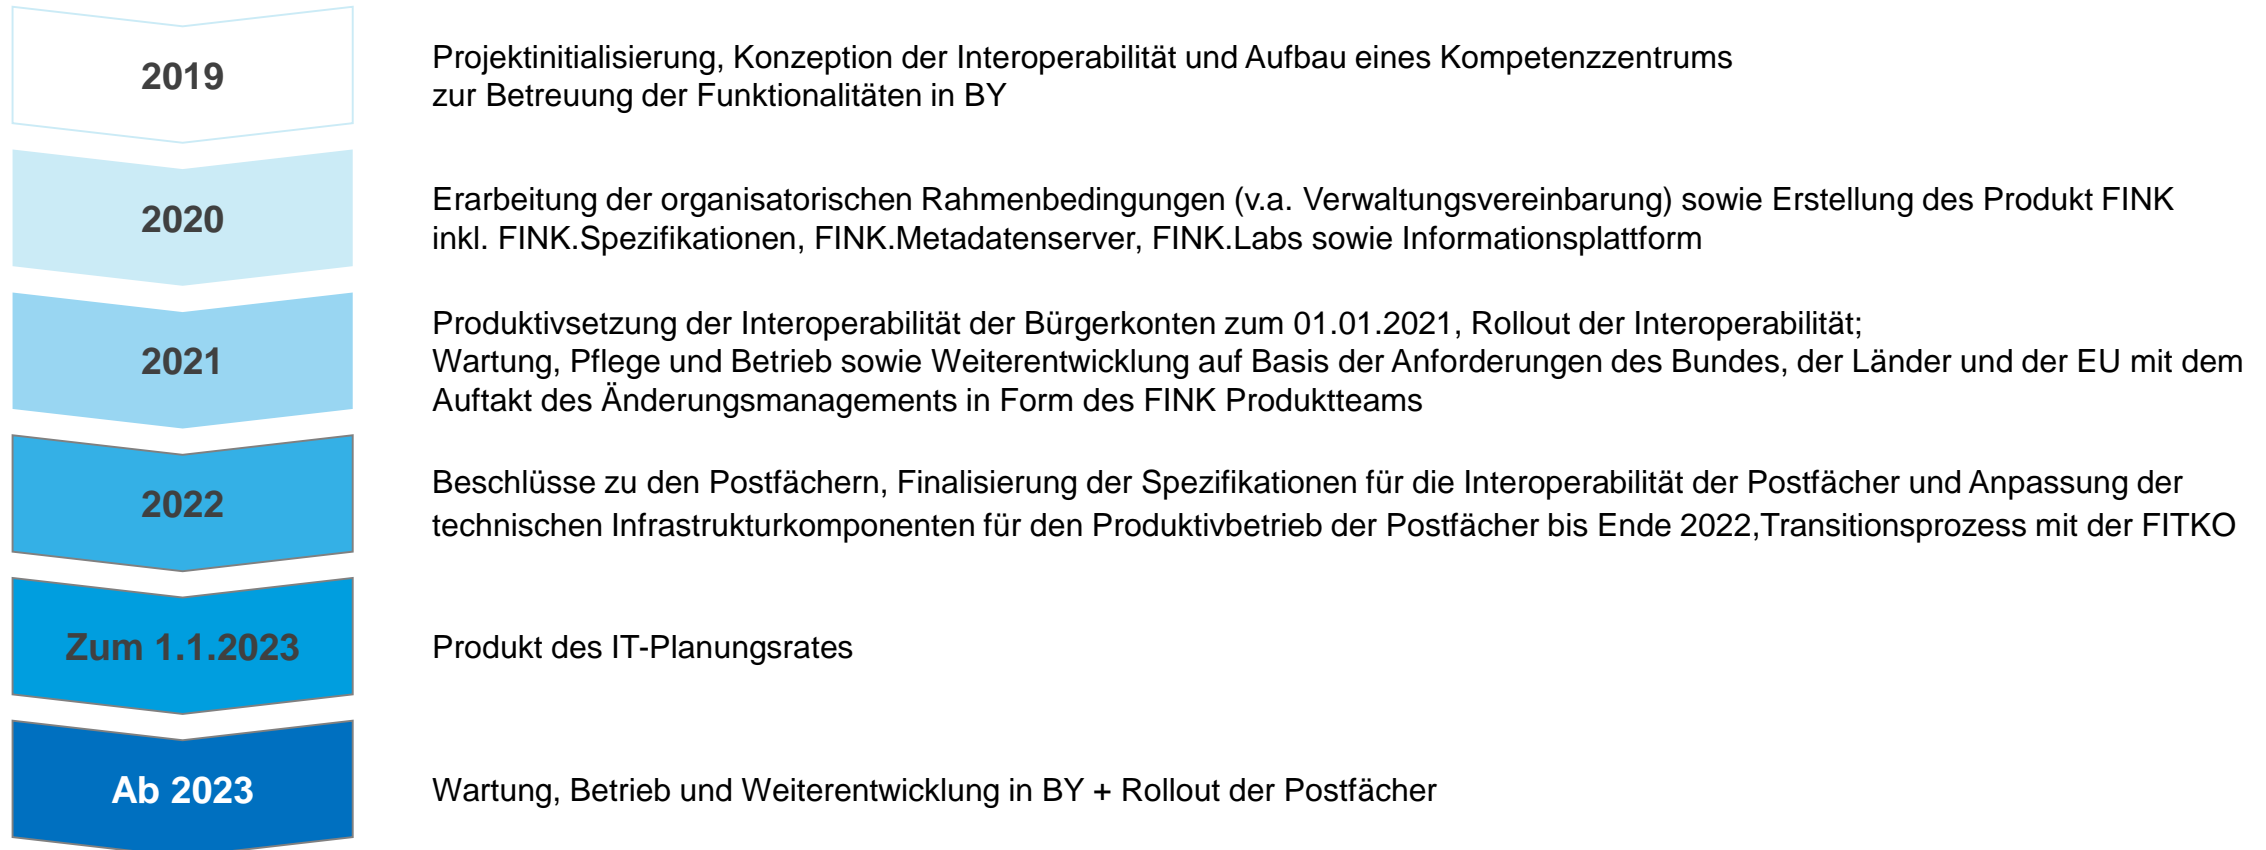 2019
Projektinitialisierung, Konzeption der Interoperabilität und Aufbau eines Kompetenzzentrums
zur Betreuung der Funktionalitäten in BY
2020
Erarbeitung der organisatorischen Rahmenbedingungen (v.a. Verwaltungsvereinbarung) sowie Erstellung des Produkt FINK
inkl. FINK.Spezifikationen, FINK.Metadatenserver, FINK.Labs sowie Informationsplattform
2021
Produktivsetzung der Interoperabilität der Bürgerkonten zum 01.01.2021, Rollout der Interoperabilität;
Wartung, Pflege und Betrieb sowie Weiterentwicklung auf Basis der Anforderungen des Bundes, der Länder und der EU mit dem
Auftakt des Änderungsmanagements in Form des FINK Produktteams
2022
Beschlüsse zu den Postfächern, Finalisierung der Spezifikationen für die Interoperabilität der Postfächer und Anpassung der
technischen Infrastrukturkomponenten für den Produktivbetrieb der Postfächer bis Ende 2022,Transitionsprozess mit der FITKO
Zum 1.1.2023
Produkt des IT-Planungsrates
Ab 2023
Wartung, Betrieb und Weiterentwicklung in BY + Rollout der Postfächer